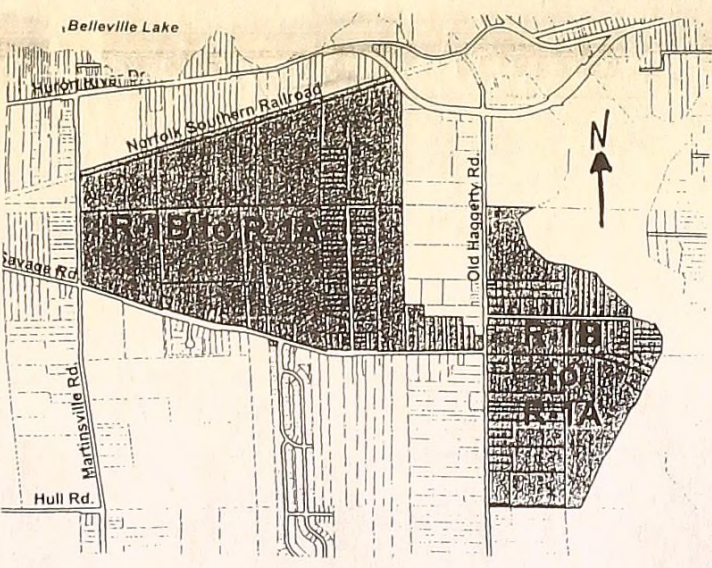 Belleville Lake
Huron River Dr.
Norfolk Southern Railroad
N
R-1B to R-1A
Old Haggerty Rd.
Savage Rd
R-1B
to
R-1A
Martinsville Rd.
Hull Rd.